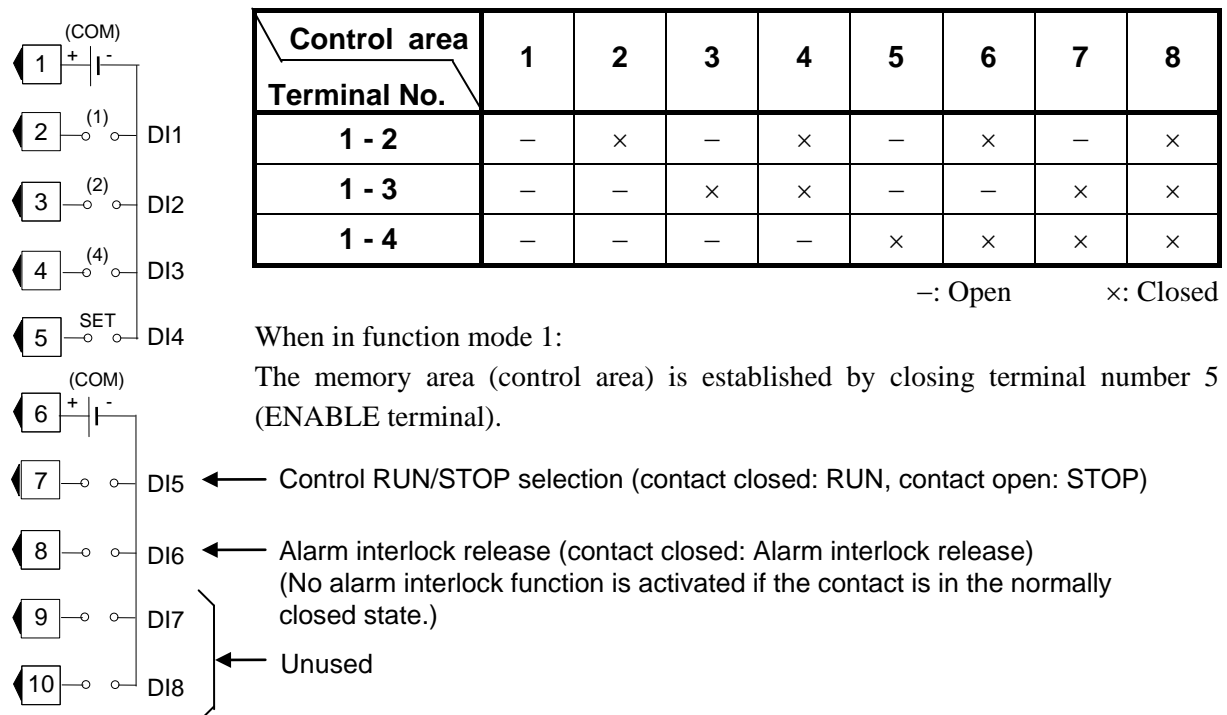 (COM)
1 + -
2 (1) DI1
3 (2) DI2
4 (4) DI3
5 SET DI4
(COM)
6 + -
7 DI5
8 DI6
9 DI7
10 DI8
Control area 1 2 3 4 5 6 7 8
Terminal No.
1 - 2 – × – × – × – ×
1 - 3 – – × × – – × ×
1 - 4 – – – – × × × ×
–: Open ×: Closed
When in function mode 1:
The memory area (control area) is established by closing terminal number 5
(ENABLE terminal).
Control RUN/STOP selection (contact closed: RUN, contact open: STOP)
Alarm interlock release (contact closed: Alarm interlock release)
(No alarm interlock function is activated if the contact is in the normally
closed state.)
Unused